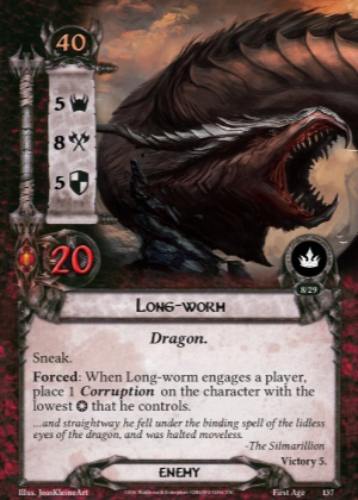 40
5
8
5
20
8/29
LONG-WORM
Dragon.
Sneak.
Forced: When Long-worm engages a player,
place 1 Corruption on the character with the
lowest that he controls.
...and straightway he fell under the binding spell of the lidless
eyes of the dragon, and was halted moveless.
-The Silmarillion
Victory 5.
ENEMY
Illus. JoosKleineArt
First Age 137